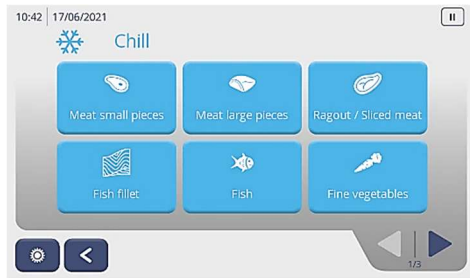 10:42 17/06/2021
Chill
Meat small pieces
Meat large pieces
Ragout / Sliced meat
Fish fillet
Fish
Fine vegetables
1/3